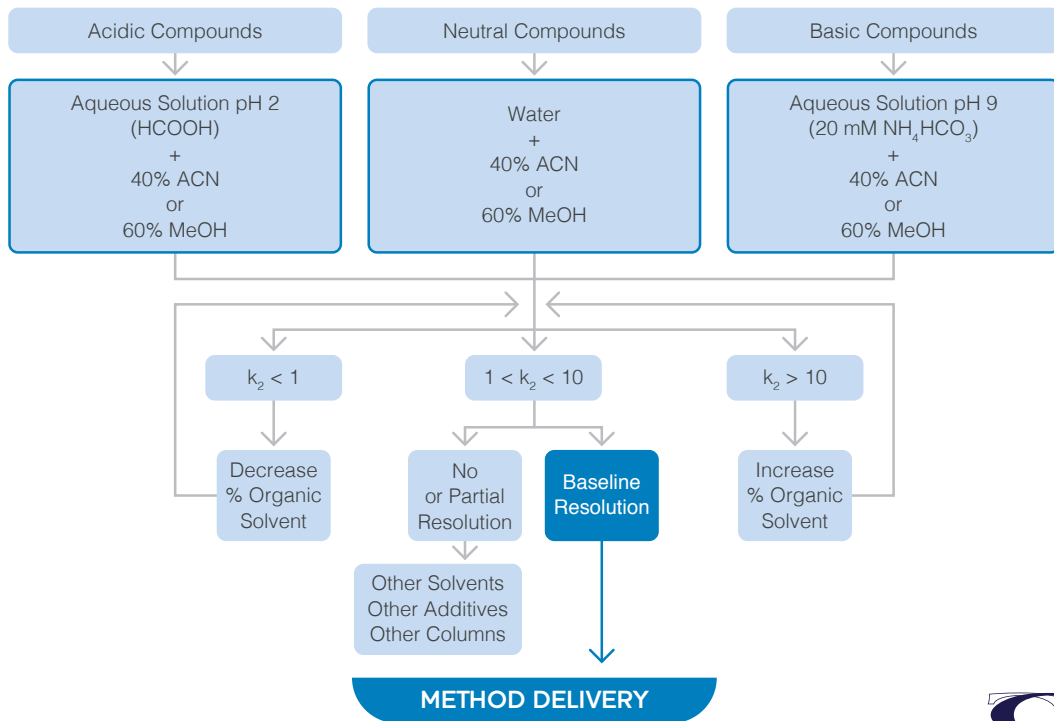 Acidic Compounds
Neutral Compounds
Basic Compounds
Aqueous Solution pH 2
(HCOOH)
+
40% ACN
or
60% MeOH
Water
+
40% ACN
or
60% MeOH
Aqueous Solution pH 9
(20 mM NH₄HCO₃)
+
40% ACN
or
60% MeOH
k₂ < 1
1 < k₂ < 10
k₂ > 10
Decrease
% Organic
Solvent
No
or Partial
Resolution
Baseline
Resolution
Increase
% Organic
Solvent
Other Solvents
Other Additives
Other Columns
METHOD DELIVERY